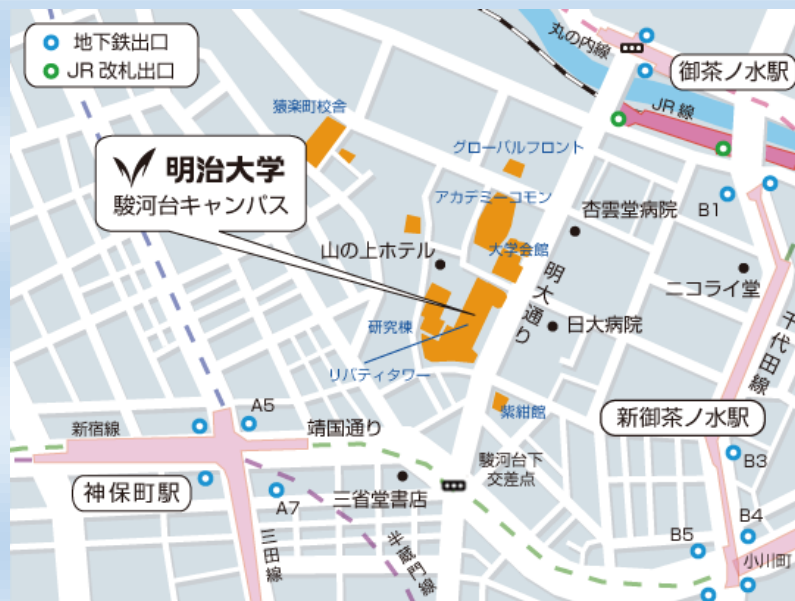 地下鉄出口
JR 改札出口
丸の内線
御茶ノ水駅
猿楽町校舎
JR 線
グローバルフロント
明治大学
駿河台キャンパス
アカデミーコモン
杏雲堂病院
B1
山の上ホテル
大学会館
明大通り
ニコライ堂
研究棟
日大病院
千代田線
リバティタワー
A5
紫紺館
新御茶ノ水駅
新宿線
靖国通り
駿河台下
交差点
B3
神保町駅
三省堂書店
A7
三田線
半蔵門線
B4
B5
小川町